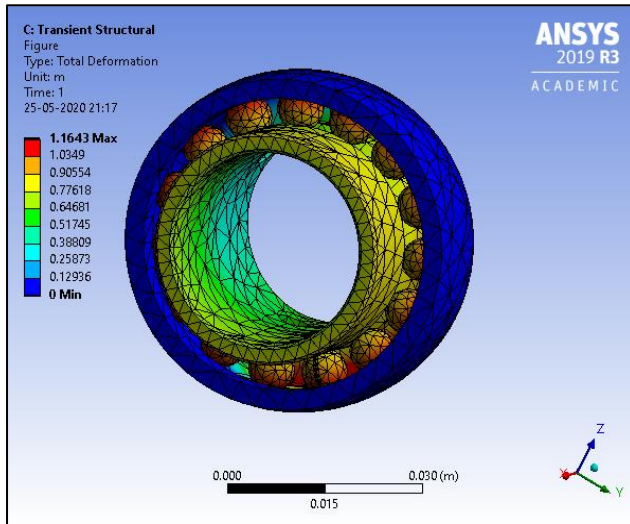 C: Transient Structural
Figure
Type: Total Deformation
Unit: m
Time: 1
25-05-2020 21:17
1.1643 Max
1.0349
0.90554
0.77618
0.64681
0.51745
0.38809
0.25873
0.12936
0 Min
ANSYS
2019 R3
ACADEMIC
0.000
0.030 (m)
0.015
Z
X
Y